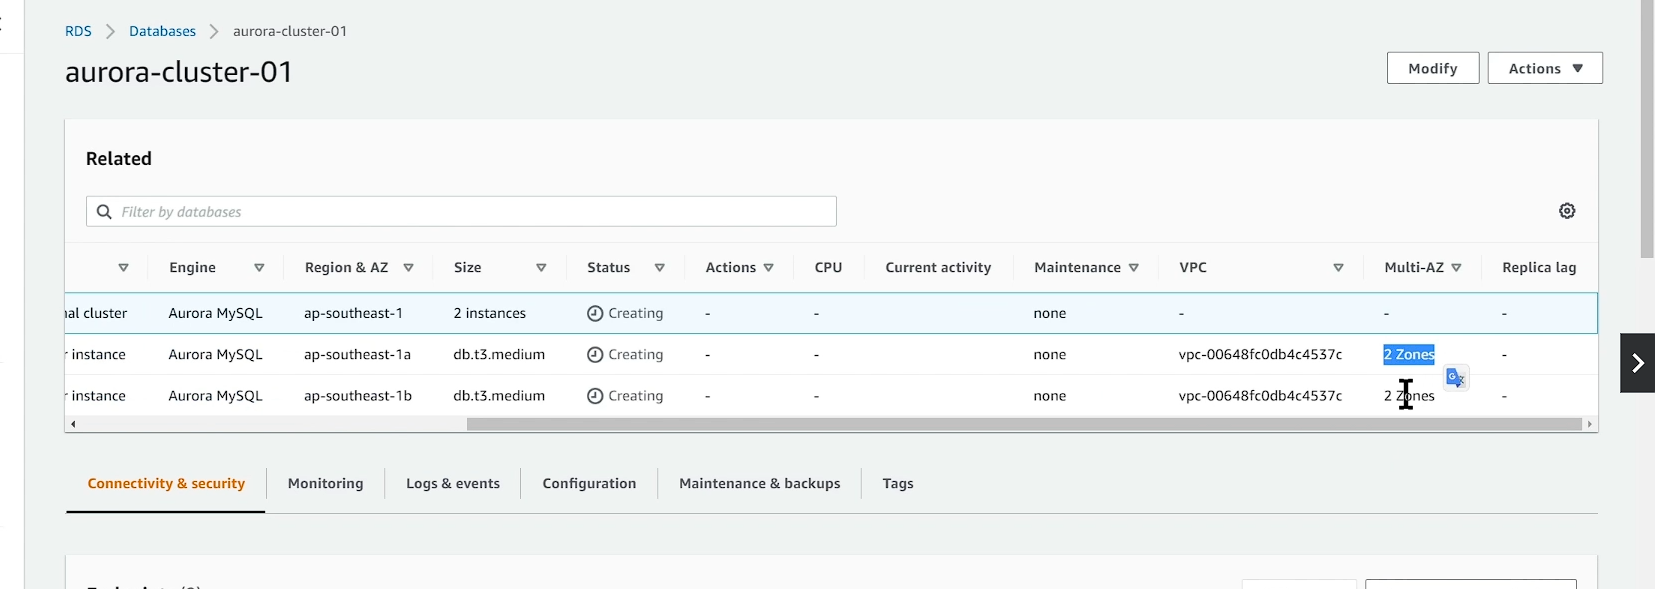 RDS > Databases > aurora-cluster-01
aurora-cluster-01
Modify
Actions
Related
Filter by databases
Engine Region & AZ Size Status Actions CPU Current activity Maintenance VPC Multi-AZ Replica lag
cluster Aurora MySQL ap-southeast-1 2 instances Creating - - none - - -
instance Aurora MySQL ap-southeast-1a db.t3.medium Creating - - none vpc-00648fc0db4c4537c 2 Zones -
instance Aurora MySQL ap-southeast-1b db.t3.medium Creating - - none vpc-00648fc0db4c4537c 2 Zones -
Connectivity & security Monitoring Logs & events Configuration Maintenance & backups Tags